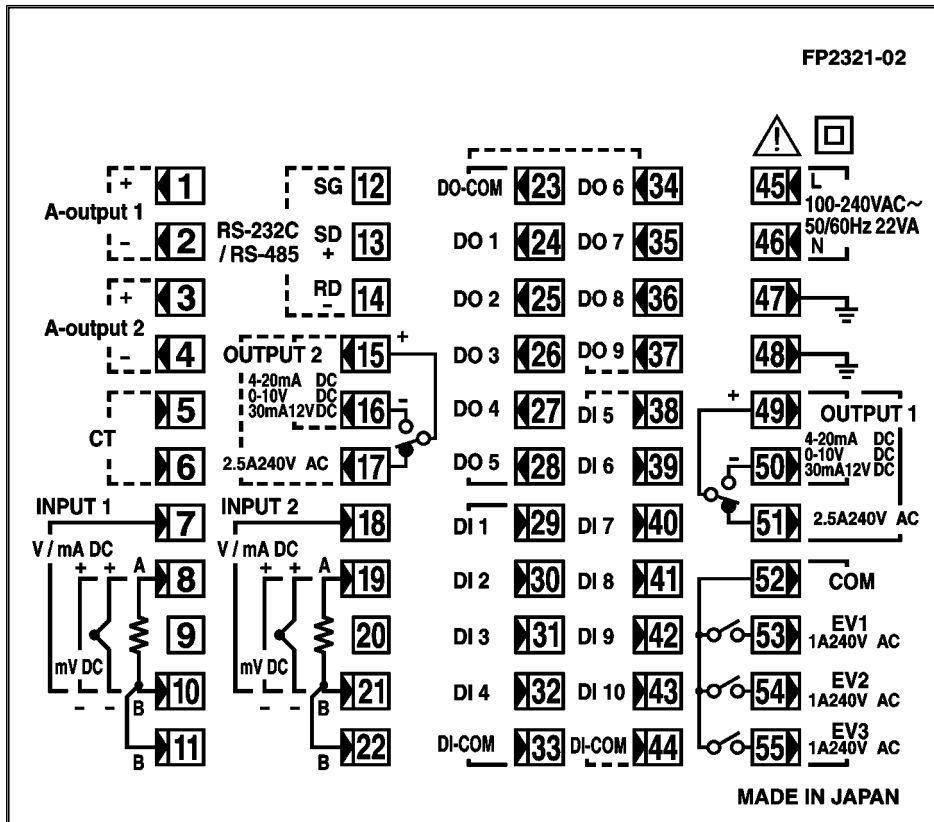 FP2321-02
A-output 1
+
-
1
2
A-output 2
+
-
3
4
CT
5
6
INPUT 1
V / mA DC
+ + A
mV DC
- - B
B
7
8
9
10
11
RS-232C
/ RS-485
SG 12
SD
+
13
RD
-
14
OUTPUT 2
4-20mA DC
0-10V DC
30mA12V DC
2.5A240V AC
15 +
16 -
17
INPUT 2
V / mA DC
+ + A
mV DC
- - B
B
18
19
20
21
22
DO-COM 23
DO 1 24
DO 2 25
DO 3 26
DO 4 27
DO 5 28
DI 1 29
DI 2 30
DI 3 31
DI 4 32
DI-COM 33
DO 6 34
DO 7 35
DO 8 36
DO 9 37
DI 5 38
DI 6 39
DI 7 40
DI 8 41
DI 9 42
DI 10 43
DI-COM 44
45 L
100-240VAC~
50/60Hz 22VA
46 N
47
48
+ 49
- 50
51
OUTPUT 1
4-20mA DC
0-10V DC
30mA12V DC
2.5A240V AC
52 COM
53 EV1
1A240V AC
54 EV2
1A240V AC
55 EV3
1A240V AC
MADE IN JAPAN